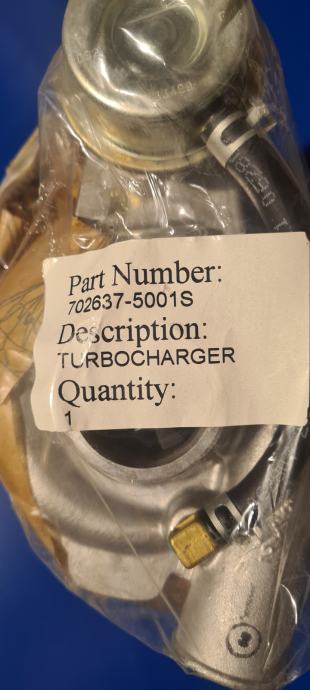 Part Number:
702637-5001S
Description:
TURBOCHARGER
Quantity:
1